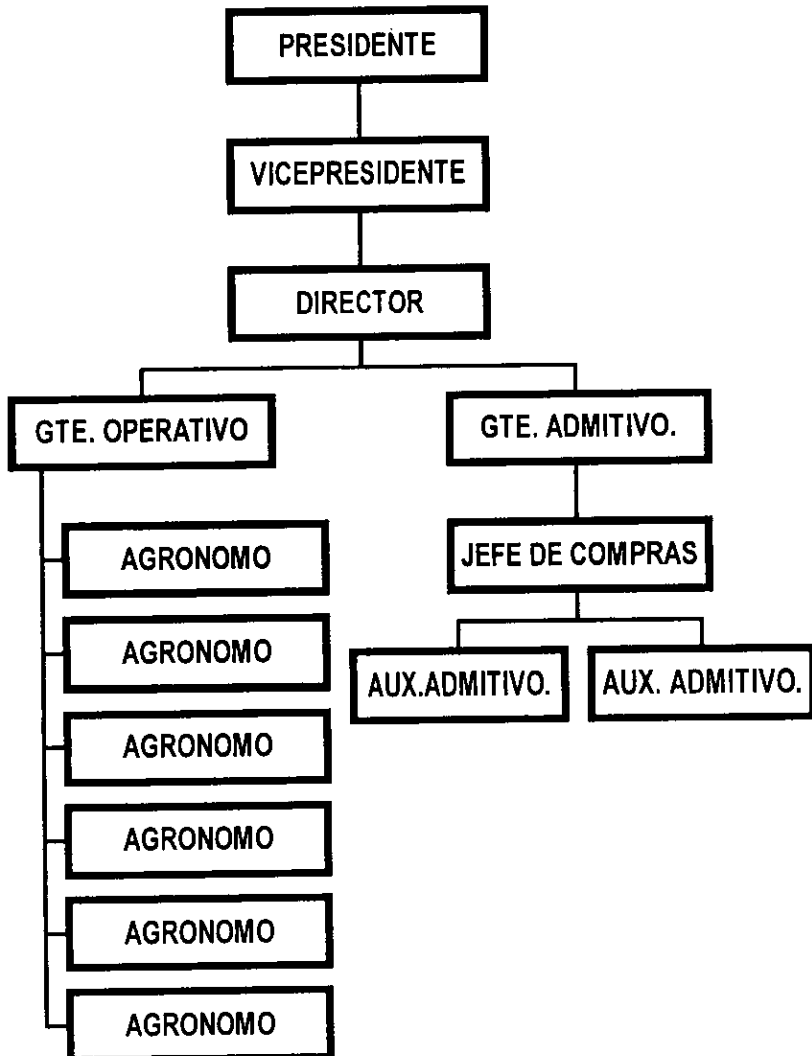 PRESIDENTE
VICEPRESIDENTE
DIRECTOR
GTE. OPERATIVO
AGRONOMO
AGRONOMO
AGRONOMO
AGRONOMO
AGRONOMO
AGRONOMO
GTE. ADMITIVO.
JEFE DE COMPRAS
AUX.ADMITIVO.
AUX. ADMITIVO.